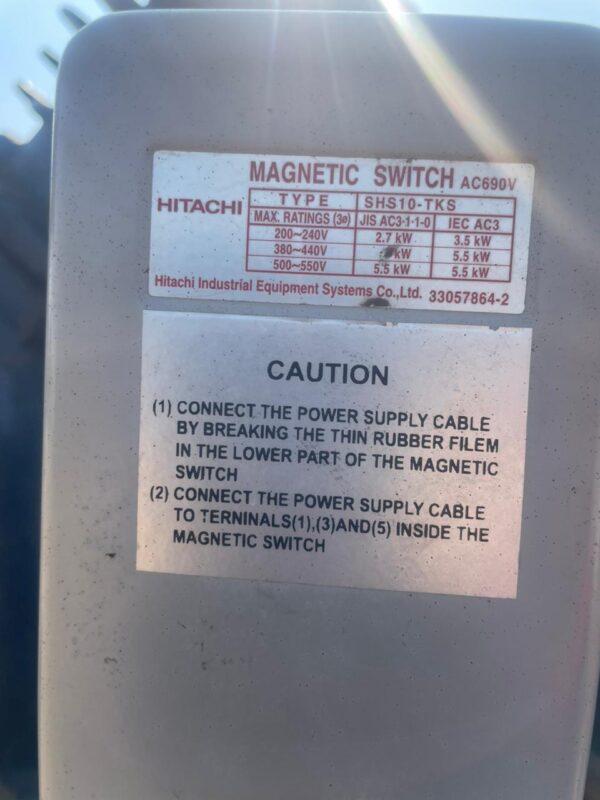 MAGNETIC SWITCH AC690V
HITACHI
TYPE SHS10-TKS
MAX. RATINGS (3ø) JIS AC3-1-1-0 IEC AC3
200~240V 2.7 kW 3.5 kW
380~440V kW 5.5 kW
500~550V 5.5 kW 5.5 kW
Hitachi Industrial Equipment Systems Co.,Ltd. 33057864-2
CAUTION
(1) CONNECT THE POWER SUPPLY CABLE
BY BREAKING THE THIN RUBBER FILEM
IN THE LOWER PART OF THE MAGNETIC
SWITCH
(2) CONNECT THE POWER SUPPLY CABLE
TO TERNINALS(1),(3)AND(5) INSIDE THE
MAGNETIC SWITCH